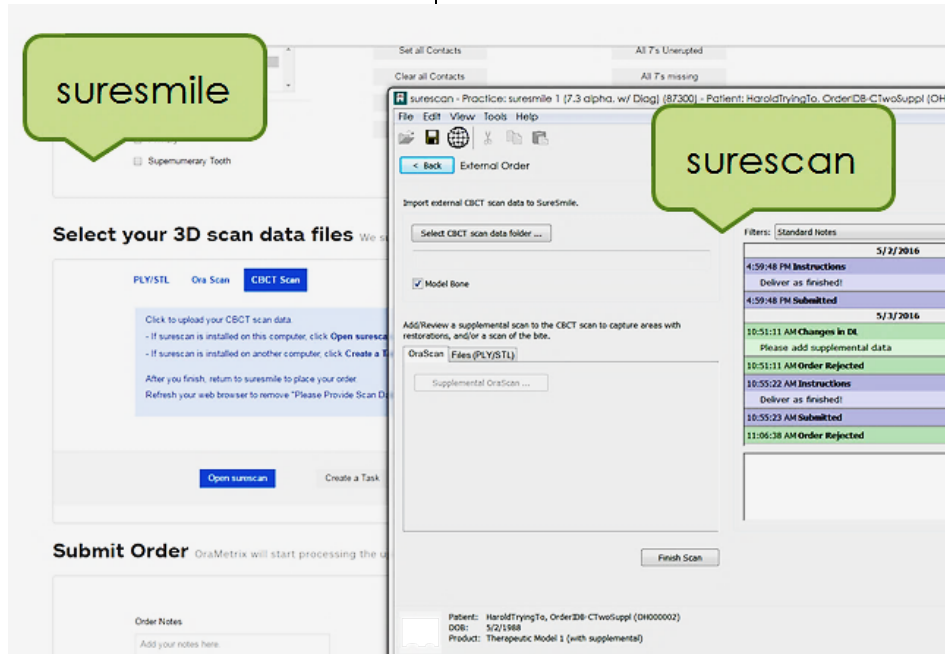 suresmile
Set all Contacts
All 7's Unerupted
Clear all Contacts
All 7's missing
Supernumerary Tooth
Select your 3D scan data files We
PLY/STL
Ora Scan
CBCT Scan
Click to upload your CBCT scan data
- If surescan is installed on this computer, click Open
- If surescan is installed on another computer, click Create a
After you finish, return to suresmile to place your order
Refresh your web browser to remove "Please Provide Scan
Open surescan
Create a Task
Submit Order OraMetrix will start processing the
Order Notes
Add your notes here
surescan - Practice: suresmile 1 (7.3 alpha. w/ Diag) (87300) - Patient: HaroldTryingTo, OrderIDB-CTwoSuppl (OH
File Edit View Tools Help
surescan
< Back
External Order
Import external CBCT scan data to SureSmile.
Select CBCT scan data folder ...
Model Bone
Add/Review a supplemental scan to the CBCT scan to capture areas with
restorations, and/or a scan of the bite.
OraScan
Files (PLY/STL)
Supplemental OraScan ...
Finish Scan
Filters: Standard Notes
5/2/2016
4:59:48 PM Instructions
Deliver as finished!
4:59:48 PM Submitted
5/3/2016
10:51:11 AM Changes in DL
Please add supplemental data
10:51:11 AM Order Rejected
10:55:22 AM Instructions
Deliver as finished!
10:55:23 AM Submitted
11:06:38 AM Order Rejected
Patient: HaroldTryingTo, OrderIDB-CTwoSuppl (OH000002)
DOB: 5/2/1988
Product: Therapeutic Model 1 (with supplemental)